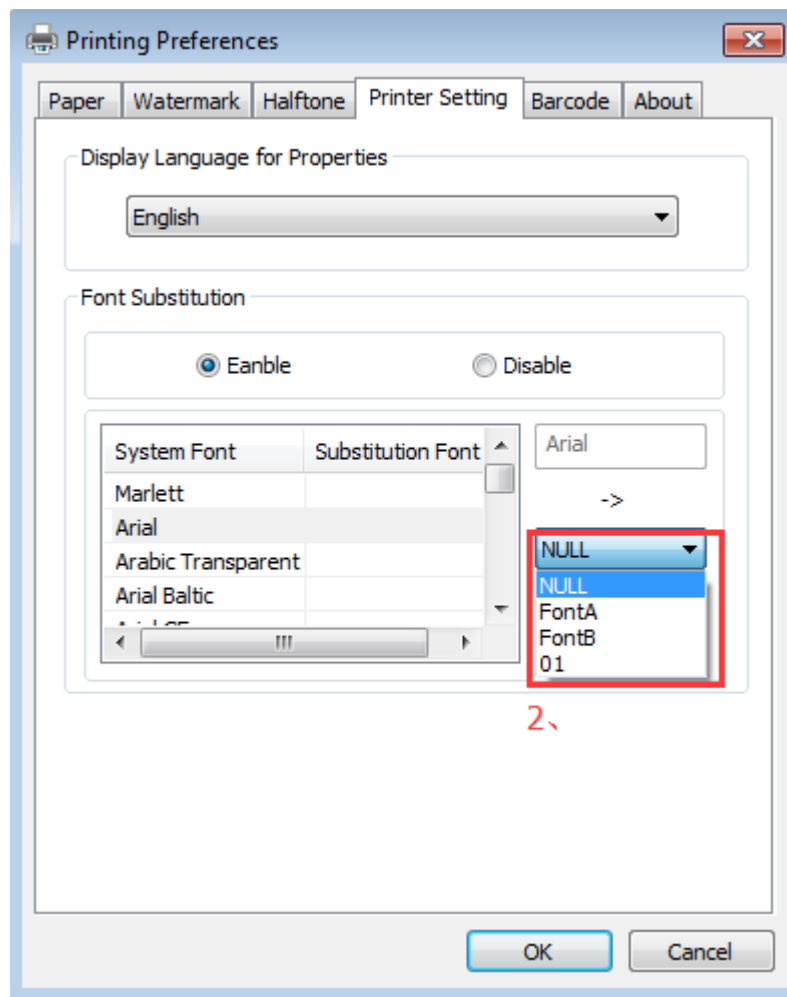 Printing Preferences
Paper Watermark Halftone Printer Setting Barcode About
Display Language for Properties
English
Font Substitution
Eanble Disable
System Font Substitution Font
Arial
Marlett
->
Arial
Arabic Transparent
NULL
Arial Baltic
NULL
FontA
FontB
01
2、
OK Cancel